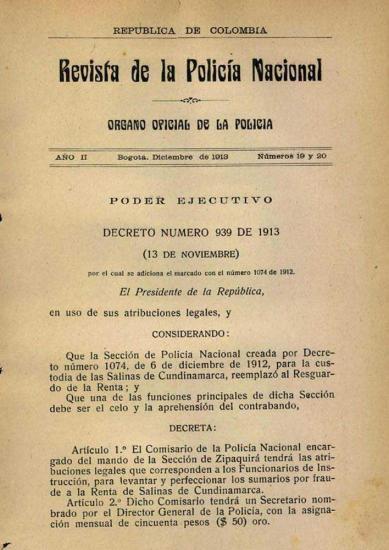 REPUBLICA DE COLOMBIA
Revista de la Policía Nacional
ORGANO OFICIAL DE LA POLICIA
AÑO II Bogota. Diciembre de 1913 Números 19 y 20
PODER EJECUTIVO
DECRETO NUMERO 939 DE 1913
(13 DE NOVIEMBRE)
por el cual se adiciona el marcado con el número 1074 de 1912.
El Presidente de la República,
en uso de sus atribuciones legales, y
CONSIDERANDO:
Que la Sección de Policía Nacional creada por Decre-
to número 1074, de 6 de diciembre de 1912, para la cus-
todia de las Salinas de Cundinamarca, reemplazó al Resguar-
do de la Renta; y
Que una de las funciones principales de dicha Sección
debe ser el celo y la aprehensión del contrabando,
DECRETA:
Artículo 1.º El Comisario de la Policía Nacional encar-
gado del mando de la Sección de Zipaquirá tendrá las atri-
buciones legales que corresponden a los Funcionarios de Ins-
trucción, para levantar y perfeccionar los sumarios por frau-
de a la Renta de Salinas de Cundinamarca.
Artículo 2.º Dicho Comisario tendrá un Secretario nom-
brado por el Director General de la Policía, con la asig-
nación mensual de cincuenta pesos ($ 50) oro.